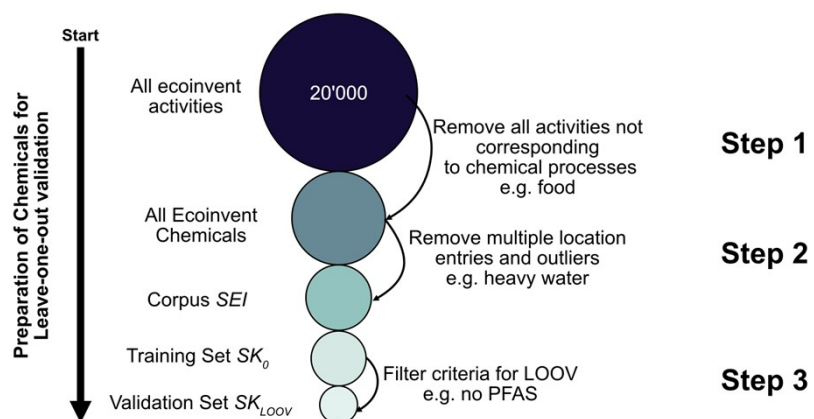 Start
Preparation of Chemicals for
Leave-one-out validation
All ecoinvent
activities
20'000
Remove all activities not
corresponding
to chemical processes
e.g. food
Step 1
All Ecoinvent
Chemicals
Remove multiple location
entries and outliers
e.g. heavy water
Step 2
Corpus SEI
Training Set SK₀
Filter criteria for LOOV
e.g. no PFAS
Step 3
Validation Set SK_LOOV